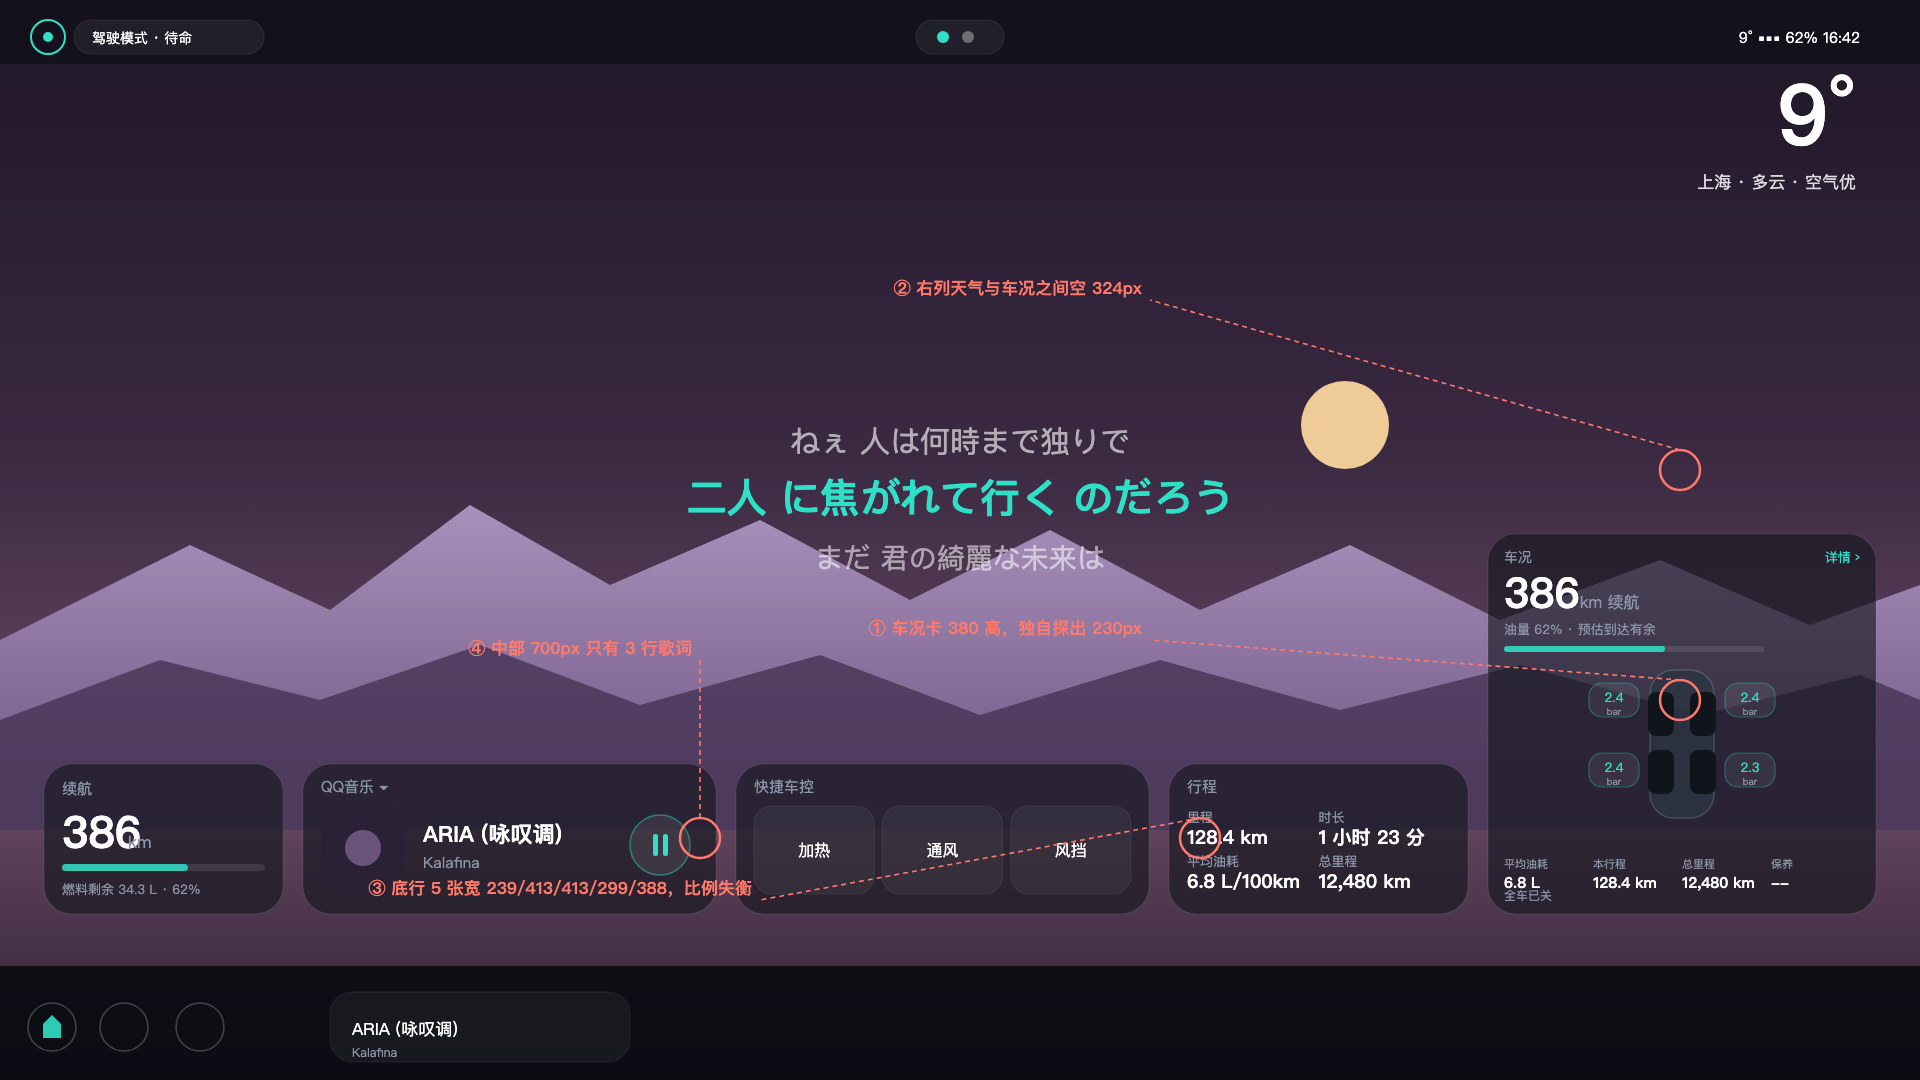 驾驶模式 · 待命
9° ▪▪▪ 62% 16:42
9°
上海 · 多云 · 空气优
② 右列天气与车况之间空 324px
ねぇ 人は何時まで独りで
二人 に焦がれて行く のだろう
まだ 君の綺麗な未来は
① 车况卡 380 高，独自探出 230px
④ 中部 700px 只有 3 行歌词
车况
详情 ›
386km 续航
油量 62% · 预估到达有余
2.4 bar
2.4 bar
2.4 bar
2.3 bar
平均油耗
6.8 L
全车已关
本行程
128.4 km
总里程
12,480 km
保养
--
续航
386
km
燃料剩余 34.3 L · 62%
QQ音乐
ARIA (咏叹调)
Kalafina
③ 底行 5 张宽 239/413/413/299/388，比例失衡
快捷车控
加热
通风
风挡
行程
里程
128.4 km
时长
1 小时 23 分
平均油耗
6.8 L/100km
总里程
12,480 km
ARIA (咏叹调)
Kalafina